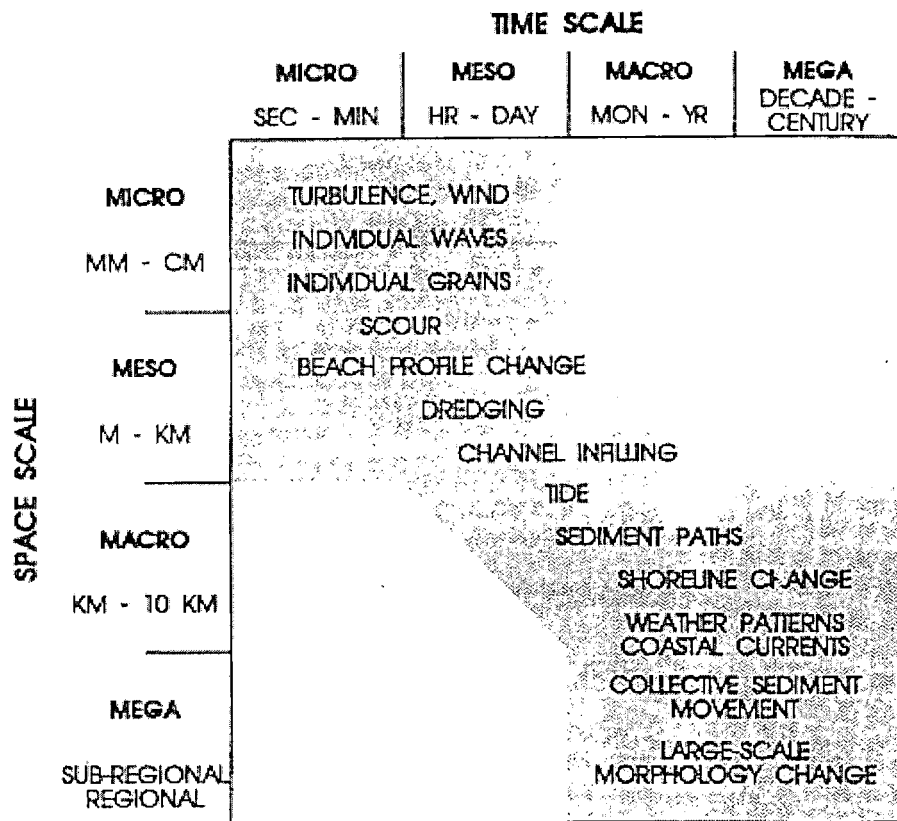 TIME SCALE
MICRO
MESO
MACRO
MEGA
SEC - MIN
HR - DAY
MON - YR
DECADE -
CENTURY
SPACE SCALE
MICRO
MM - CM
MESO
M - KM
MACRO
KM - 10 KM
MEGA
SUB-REGIONAL
REGIONAL
TURBULENCE, WIND
INDIVIDUAL WAVES
INDIVIDUAL GRAINS
SCOUR
BEACH PROFILE CHANGE
DREDGING
CHANNEL INFILLING
TIDE
SEDIMENT PATHS
SHORELINE CHANGE
WEATHER PATTERNS
COASTAL CURRENTS
COLLECTIVE SEDIMENT
MOVEMENT
LARGE-SCALE
MORPHOLOGY CHANGE